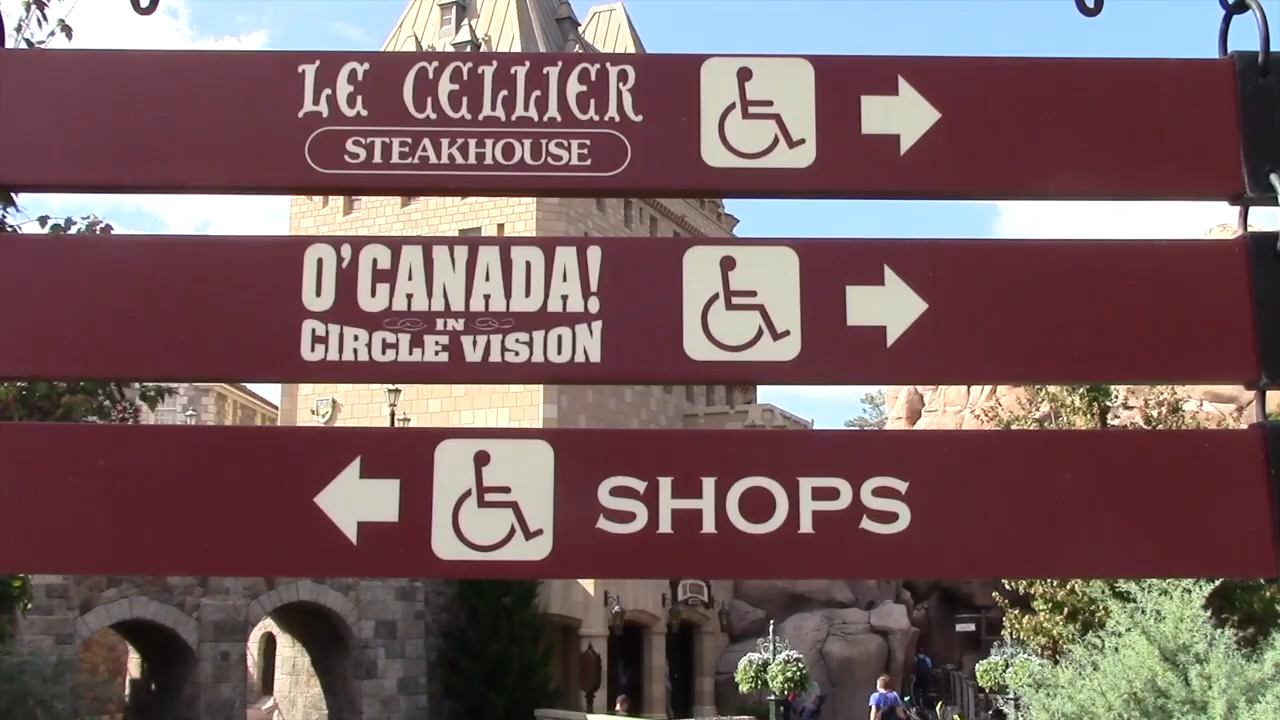 LE CELLIER
STEAKHOUSE
O'CANADA!
IN
CIRCLE VISION
SHOPS